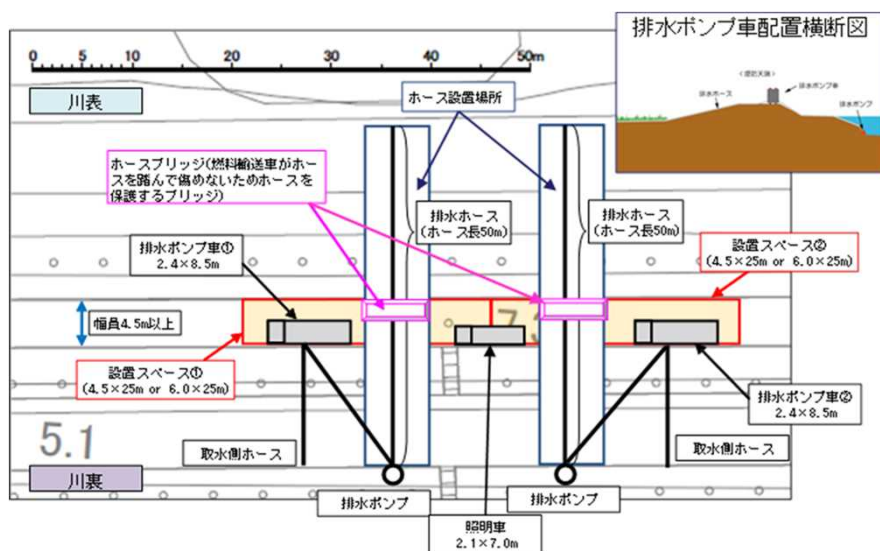 排水ポンプ車配置横断図
(堤防天端)
排水ホース
排水ポンプ車
排水ポンプ
0 5 10 20 30 40 50m
川表
ホース設置場所
ホースブリッジ(燃料輸送車がホー
スを踏んで傷めないためホースを
保護するブリッジ)
排水ホース
(ホース長50m)
排水ホース
(ホース長50m)
排水ポンプ車①
2.4×8.5m
設置スペース②
(4.5×25m or 6.0×25m)
幅員4.5m以上
設置スペース①
(4.5×25m or 6.0×25m)
排水ポンプ車②
2.4×8.5m
5.1
取水側ホース
取水側ホース
川裏
排水ポンプ
排水ポンプ
照明車
2.1×7.0m